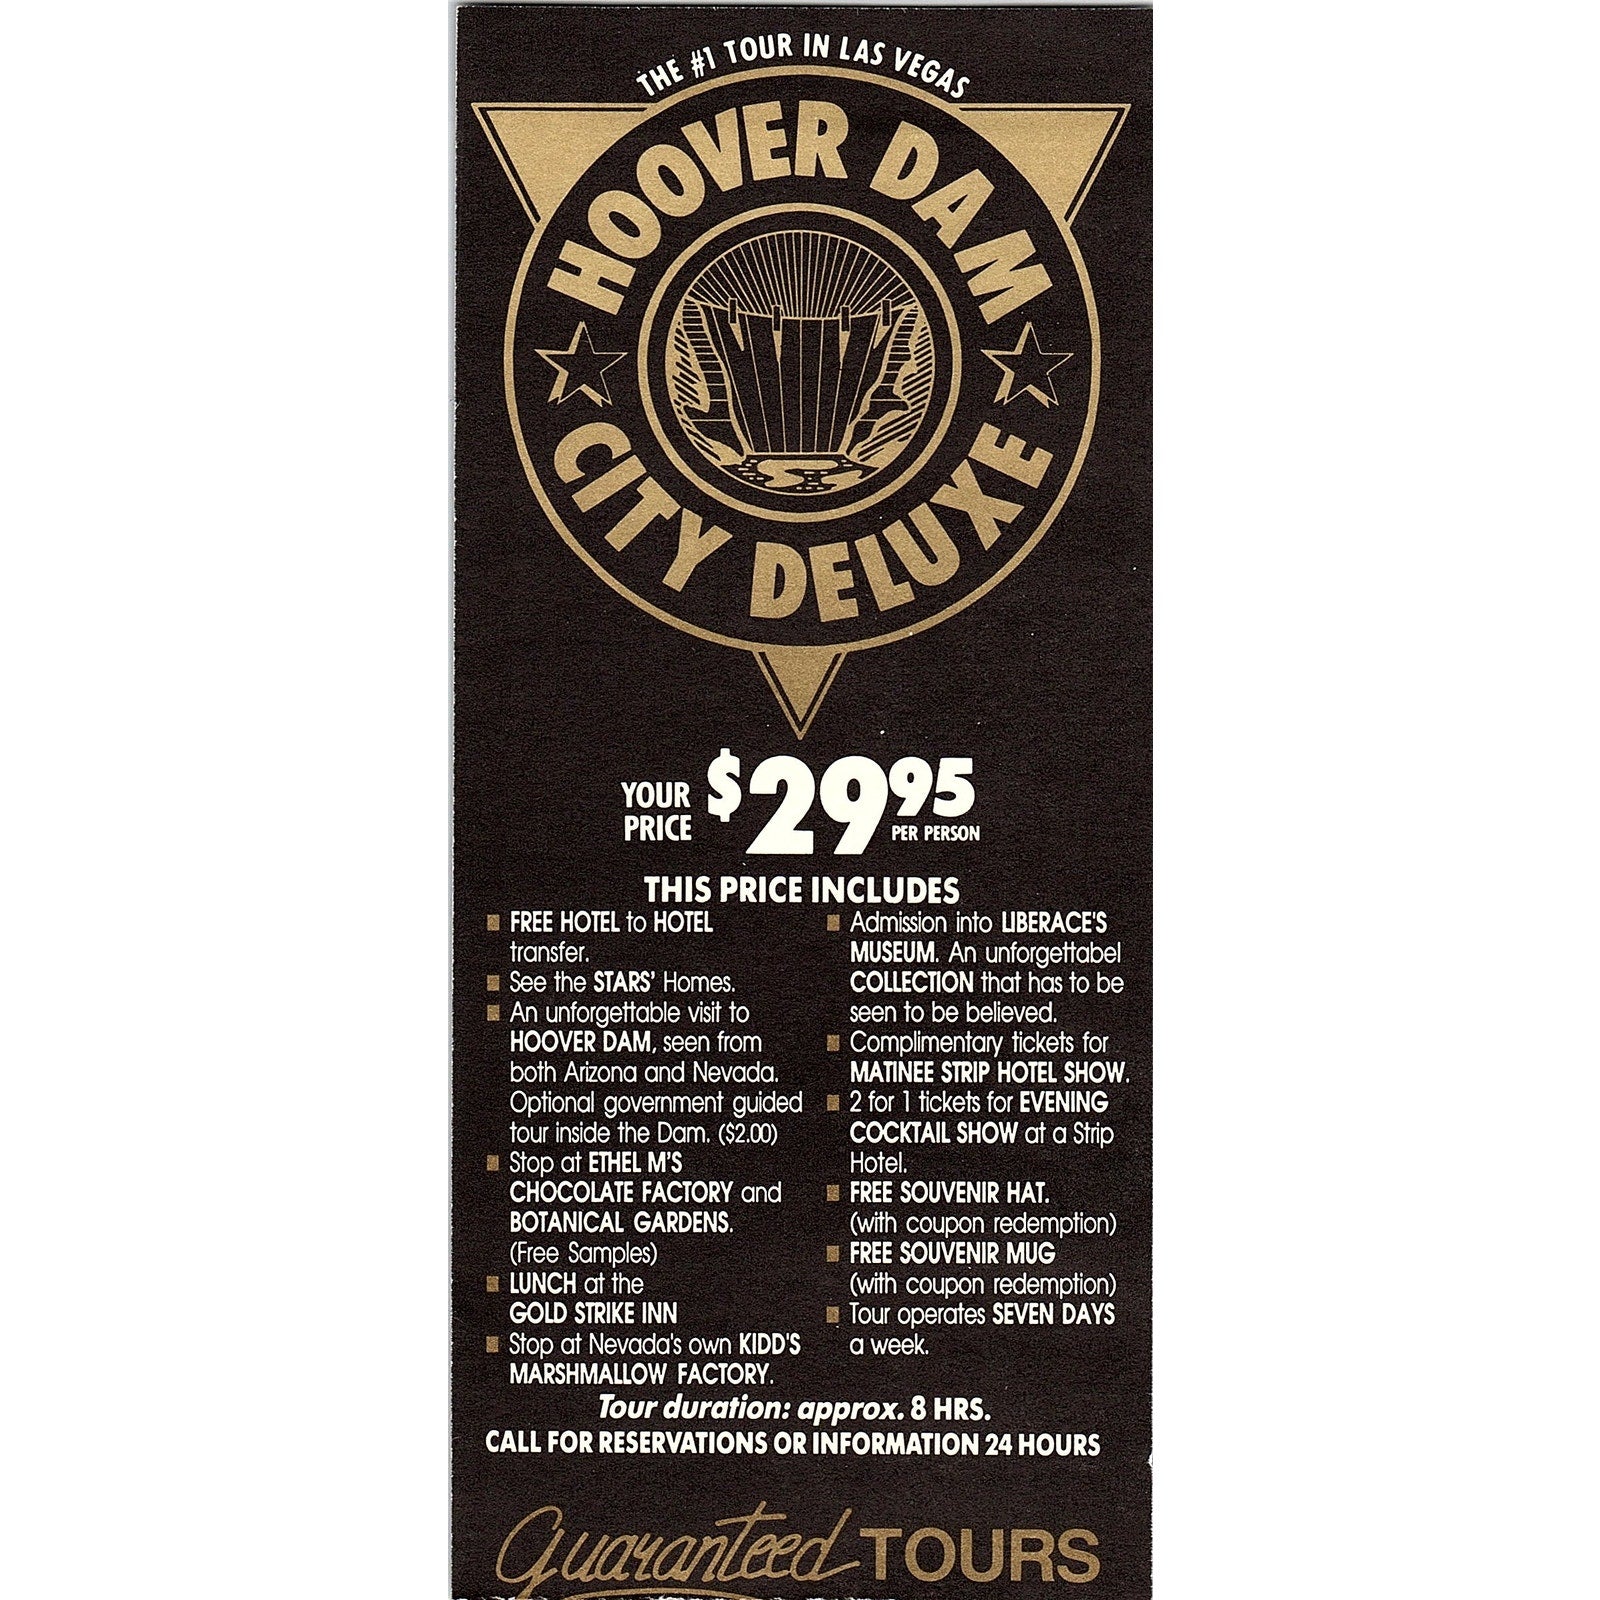 THE #1 TOUR IN LAS VEGAS
HOOVER DAM
CITY DELUXE
YOUR
PRICE
$29.95
PER PERSON
THIS PRICE INCLUDES
FREE HOTEL to HOTEL
transfer.
See the STARS' Homes.
An unforgettable visit to
HOOVER DAM, seen from
both Arizona and Nevada.
Optional government guided
tour inside the Dam. ($2.00)
Stop at ETHEL M'S
CHOCOLATE FACTORY and
BOTANICAL GARDENS.
(Free Samples)
LUNCH at the
GOLD STRIKE INN
Stop at Nevada's own KIDD'S
MARSHMALLOW FACTORY.
Admission into LIBERACE'S
MUSEUM. An unforgettabel
COLLECTION that has to be
seen to be believed.
Complimentary tickets for
MATINEE STRIP HOTEL SHOW.
2 for 1 tickets for EVENING
COCKTAIL SHOW at a Strip
Hotel.
FREE SOUVENIR HAT.
(with coupon redemption)
FREE SOUVENIR MUG
(with coupon redemption)
Tour operates SEVEN DAYS
a week.
Tour duration: approx. 8 HRS.
CALL FOR RESERVATIONS OR INFORMATION 24 HOURS
Guaranteed TOURS